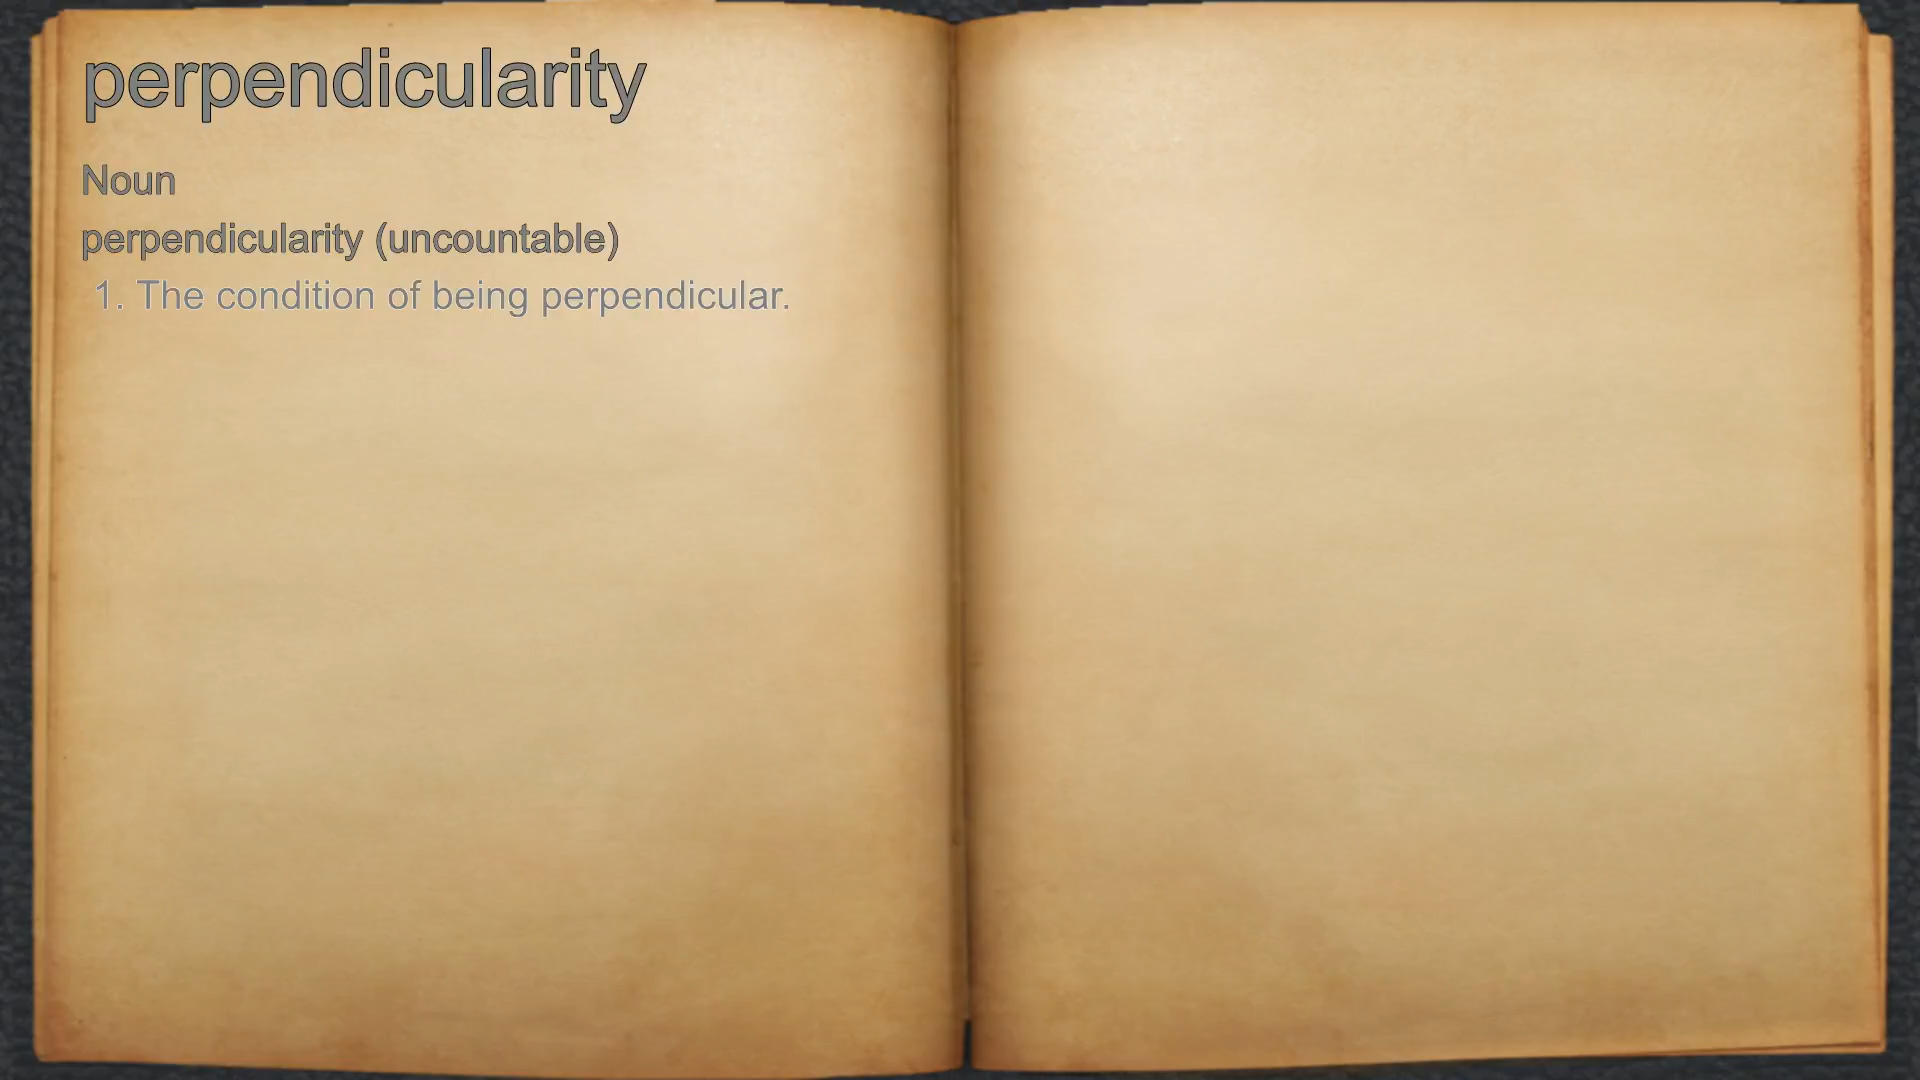 perpendicularity
Noun
perpendicularity (uncountable)
1. The condition of being perpendicular.